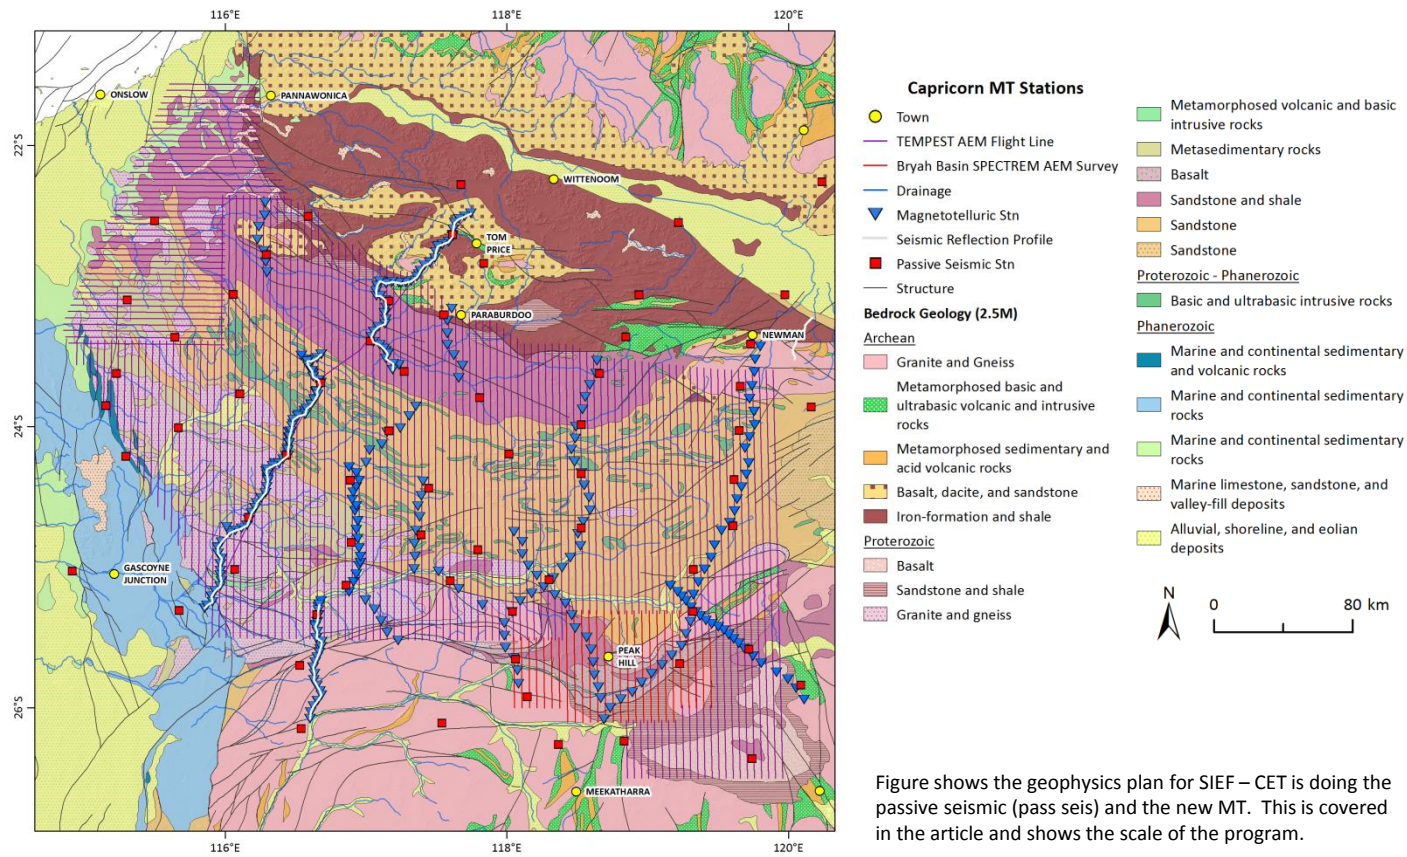 116°E
118°E
120°E
22°S
24°S
26°S
ONSLOW
PANNAWONICA
WITTENOOM
TOM
PRICE
PARABURDOO
NEWMAN
GASCOYNE
JUNCTION
PEAK
HILL
MEEKATHARRA
116°E
118°E
120°E
Capricorn MT Stations
Town
TEMPEST AEM Flight Line
Bryah Basin SPECTREM AEM Survey
Drainage
Magnetotelluric Stn
Seismic Reflection Profile
Passive Seismic Stn
Structure
Bedrock Geology (2.5M)
Archean
Granite and Gneiss
Metamorphosed basic and
ultrabasic volcanic and intrusive
rocks
Metamorphosed sedimentary and
acid volcanic rocks
Basalt, dacite, and sandstone
Iron-formation and shale
Proterozoic
Basalt
Sandstone and shale
Granite and gneiss
Metamorphosed volcanic and basic
intrusive rocks
Metasedimentary rocks
Basalt
Sandstone and shale
Sandstone
Sandstone
Proterozoic - Phanerozoic
Basic and ultrabasic intrusive rocks
Phanerozoic
Marine and continental sedimentary
and volcanic rocks
Marine and continental sedimentary
rocks
Marine and continental sedimentary
rocks
Marine limestone, sandstone, and
valley-fill deposits
Alluvial, shoreline, and eolian
deposits
N
0 80 km
Figure shows the geophysics plan for SIEF – CET is doing the
passive seismic (pass seis) and the new MT.  This is covered
in the article and shows the scale of the program.